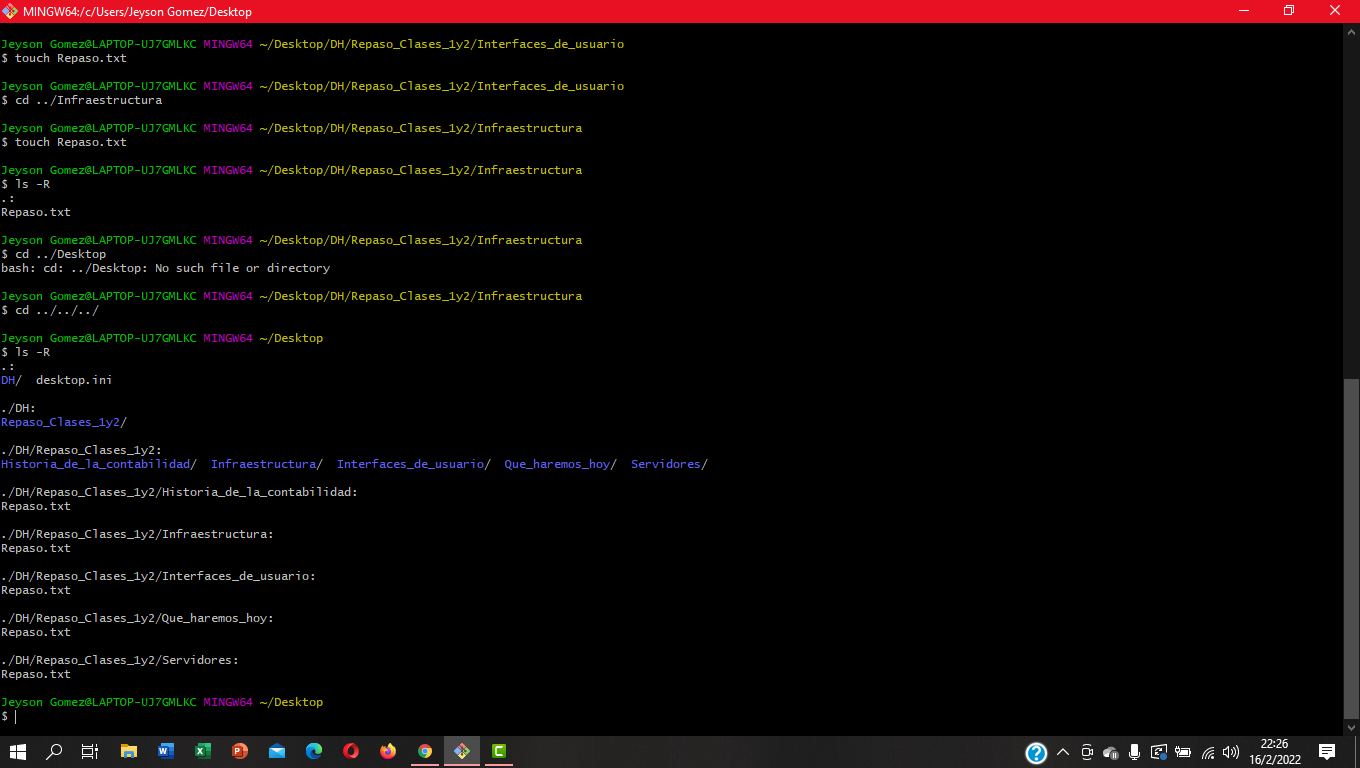 MINGW64:/c/Users/Jeyson Gomez/Desktop
Jeyson Gomez@LAPTOP-UJ7GMLKC MINGW64 ~/Desktop/DH/Repaso_Clases_1y2/Interfaces_de_usuario
$ touch Repaso.txt
Jeyson Gomez@LAPTOP-UJ7GMLKC MINGW64 ~/Desktop/DH/Repaso_Clases_1y2/Interfaces_de_usuario
$ cd ../Infraestructura
Jeyson Gomez@LAPTOP-UJ7GMLKC MINGW64 ~/Desktop/DH/Repaso_Clases_1y2/Infraestructura
$ touch Repaso.txt
Jeyson Gomez@LAPTOP-UJ7GMLKC MINGW64 ~/Desktop/DH/Repaso_Clases_1y2/Infraestructura
$ ls -R
.:
Repaso.txt
Jeyson Gomez@LAPTOP-UJ7GMLKC MINGW64 ~/Desktop/DH/Repaso_Clases_1y2/Infraestructura
$ cd ../Desktop
bash: cd: ../Desktop: No such file or directory
Jeyson Gomez@LAPTOP-UJ7GMLKC MINGW64 ~/Desktop/DH/Repaso_Clases_1y2/Infraestructura
$ cd ../../../
Jeyson Gomez@LAPTOP-UJ7GMLKC MINGW64 ~/Desktop
$ ls -R
.:
DH/  desktop.ini
./DH:
Repaso_Clases_1y2/
./DH/Repaso_Clases_1y2:
Historia_de_la_contabilidad/  Infraestructura/  Interfaces_de_usuario/  Que_haremos_hoy/  Servidores/
./DH/Repaso_Clases_1y2/Historia_de_la_contabilidad:
Repaso.txt
./DH/Repaso_Clases_1y2/Infraestructura:
Repaso.txt
./DH/Repaso_Clases_1y2/Interfaces_de_usuario:
Repaso.txt
./DH/Repaso_Clases_1y2/Que_haremos_hoy:
Repaso.txt
./DH/Repaso_Clases_1y2/Servidores:
Repaso.txt
Jeyson Gomez@LAPTOP-UJ7GMLKC MINGW64 ~/Desktop
$
22:26
16/2/2022